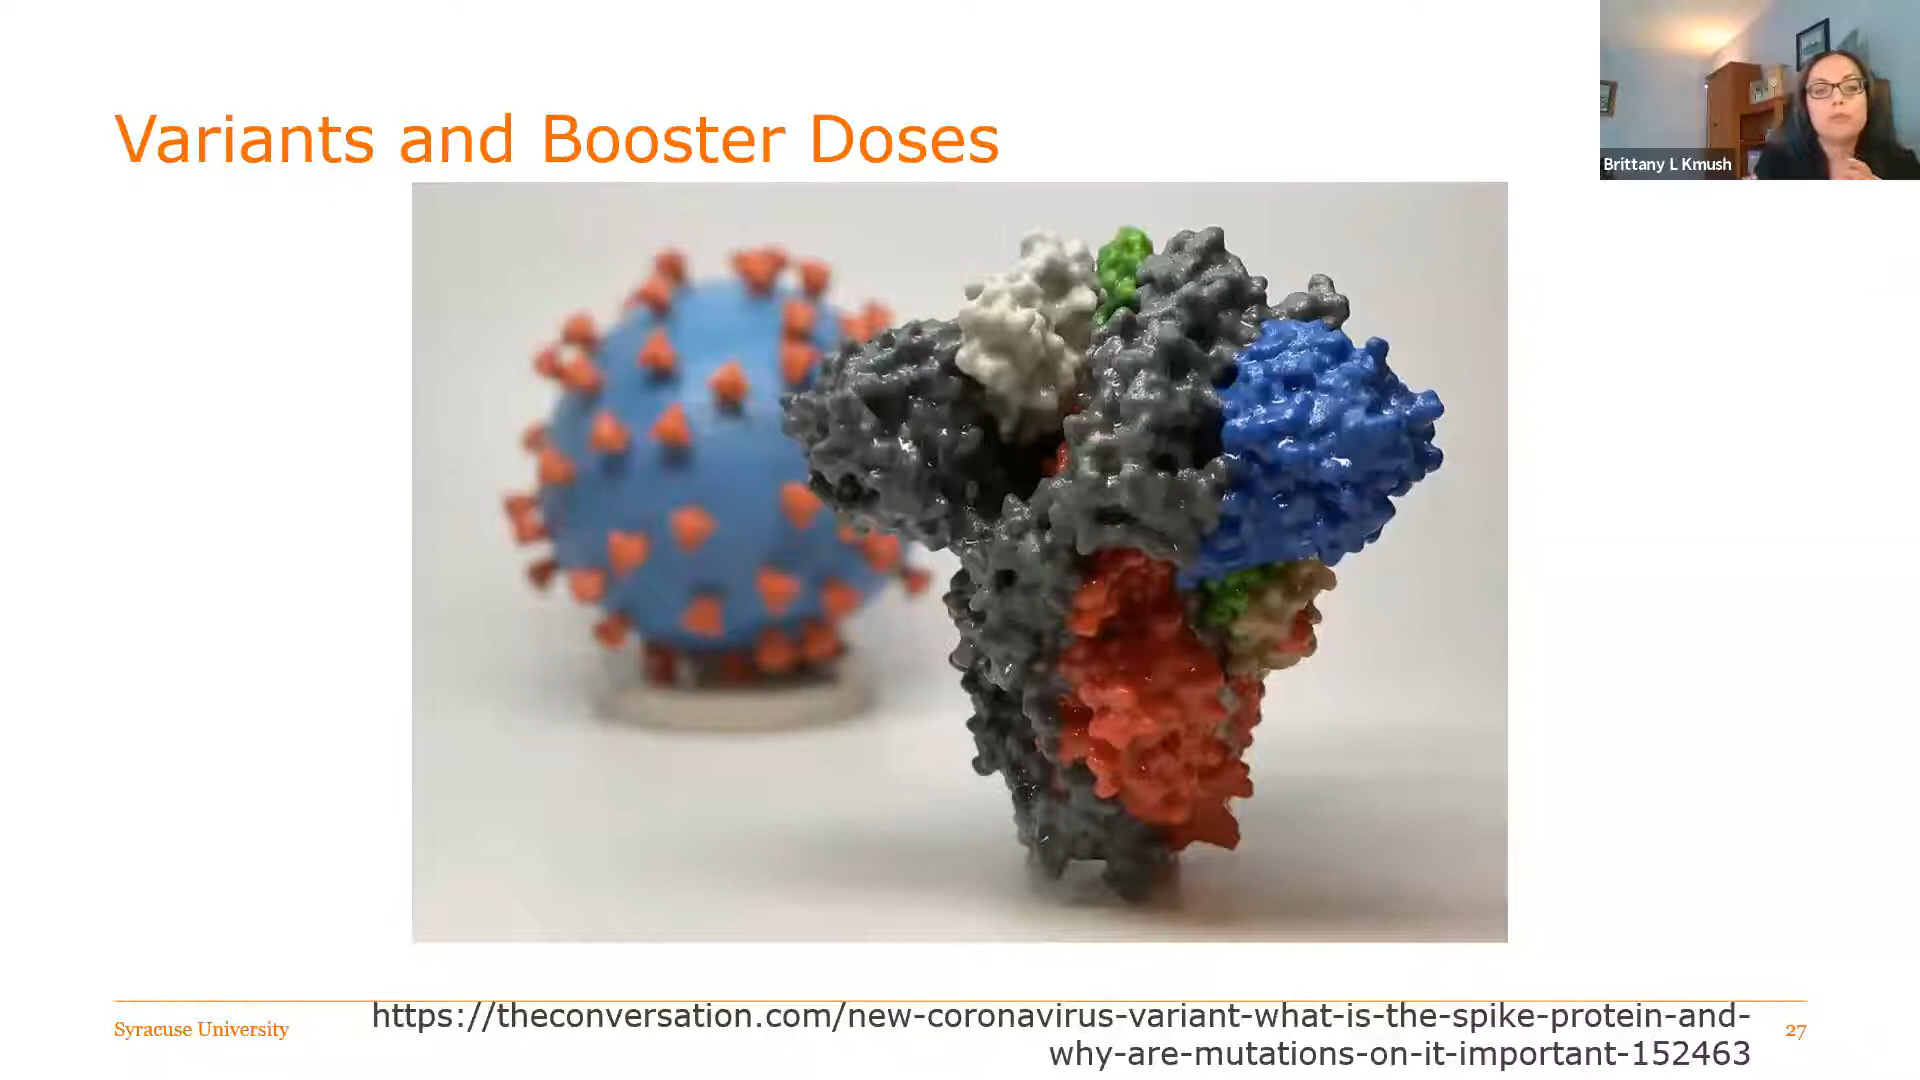 Variants and Booster Doses
Brittany L Kmush
Syracuse University
https://theconversation.com/new-coronavirus-variant-what-is-the-spike-protein-and-
why-are-mutations-on-it-important-152463
27